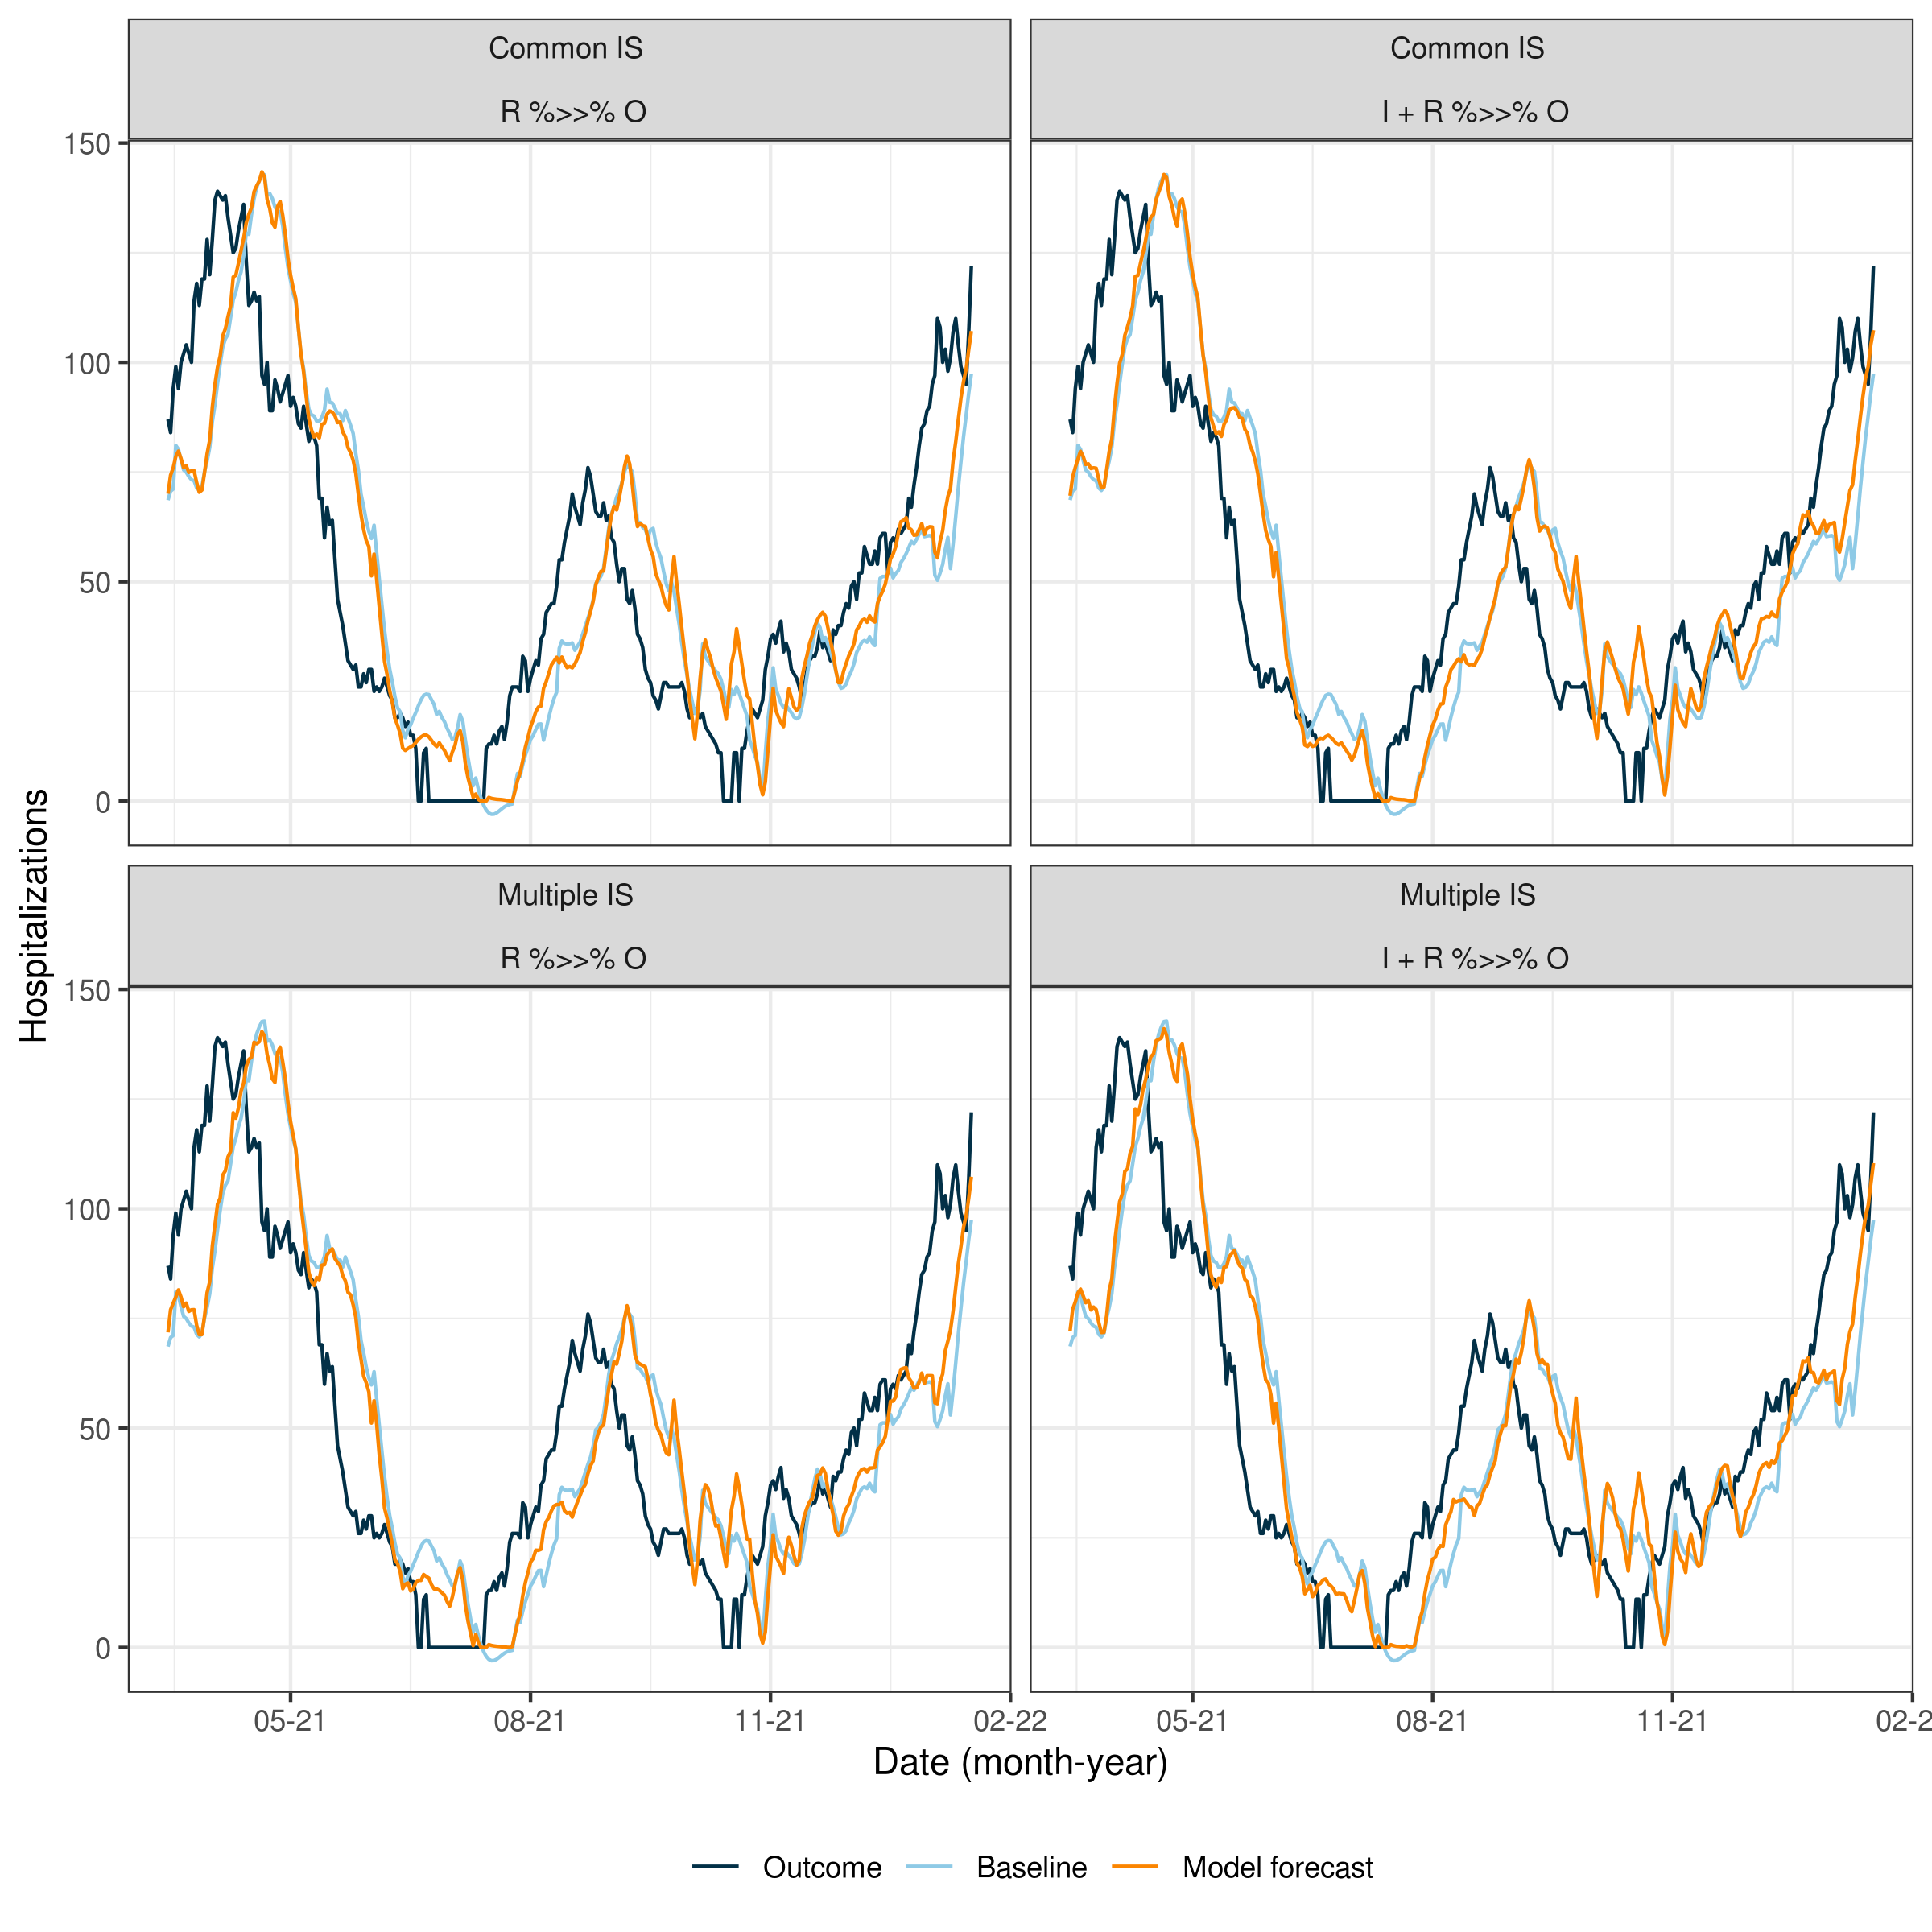 Common IS
R %>>% O
Common IS
I + R %>>% O
150
100
50
0
Multiple IS
R %>>% O
Multiple IS
I + R %>>% O
150
100
50
0
Hospitalizations
05-21
08-21
11-21
02-22
05-21
08-21
11-21
02-2
Date (month-year)
Outcome
Baseline
Model forecast